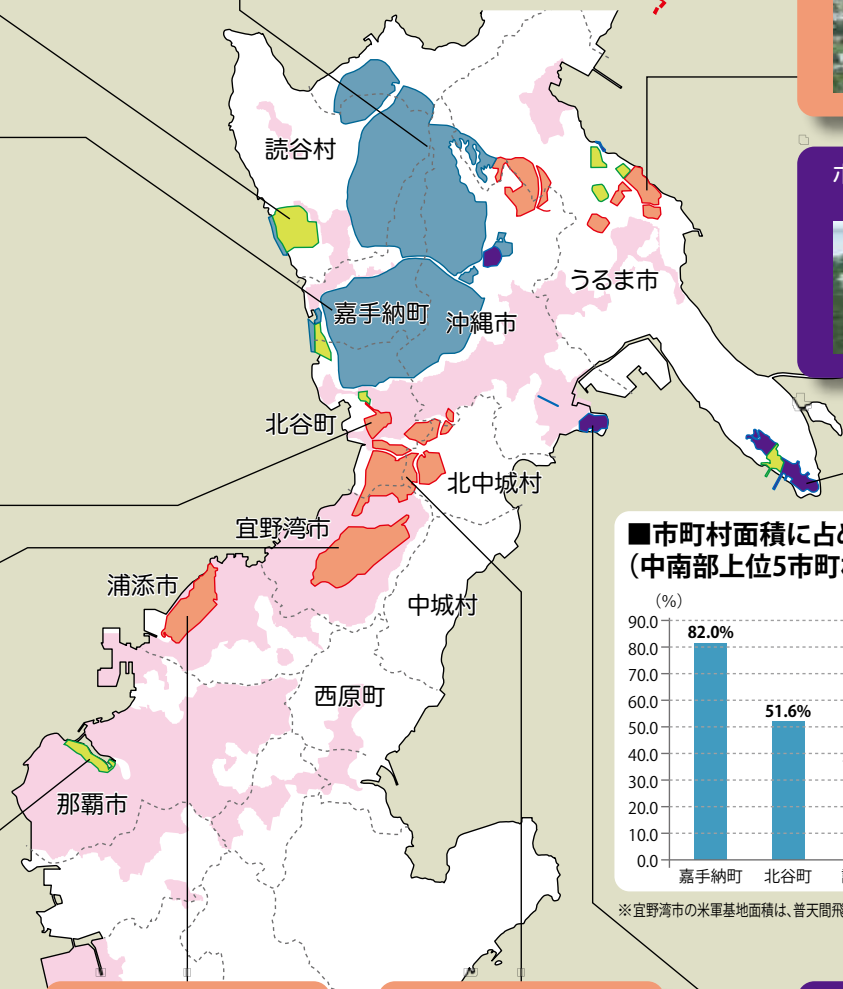 読谷村
嘉手納町
沖縄市
うるま市
北谷町
北中城村
宜野湾市
浦添市
中城村
西原町
那覇市
■市町村面積に占め
（中南部上位5市町村
（%）
90.0
80.0
70.0
60.0
50.0
40.0
30.0
20.0
10.0
0.0
82.0%
51.6%
嘉手納町
北谷町
※宜野湾市の米軍基地面積は、普天間飛